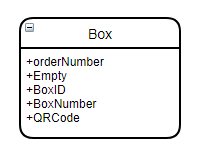 Box
+orderNumber
+Empty
+BoxID
+BoxNumber
+QRCode